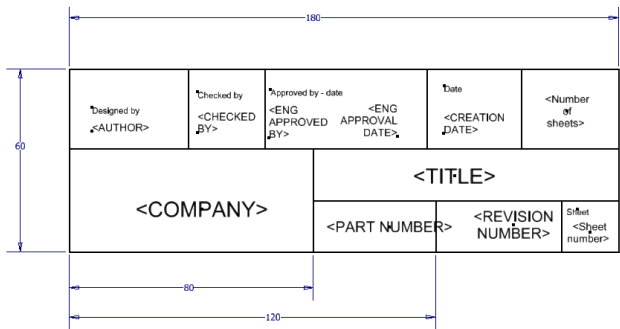 180
60
Designed by
<AUTHOR>
Checked by
<CHECKED
BY>
Approved by - date
<ENG
APPROVED
BY>
<ENG
APPROVAL
DATE>
Date
<CREATION
DATE>
<Number
of
sheets>
<COMPANY>
<TITLE>
<PART NUMBER>
<REVISION
NUMBER>
Sheet
<Sheet
number>
80
120